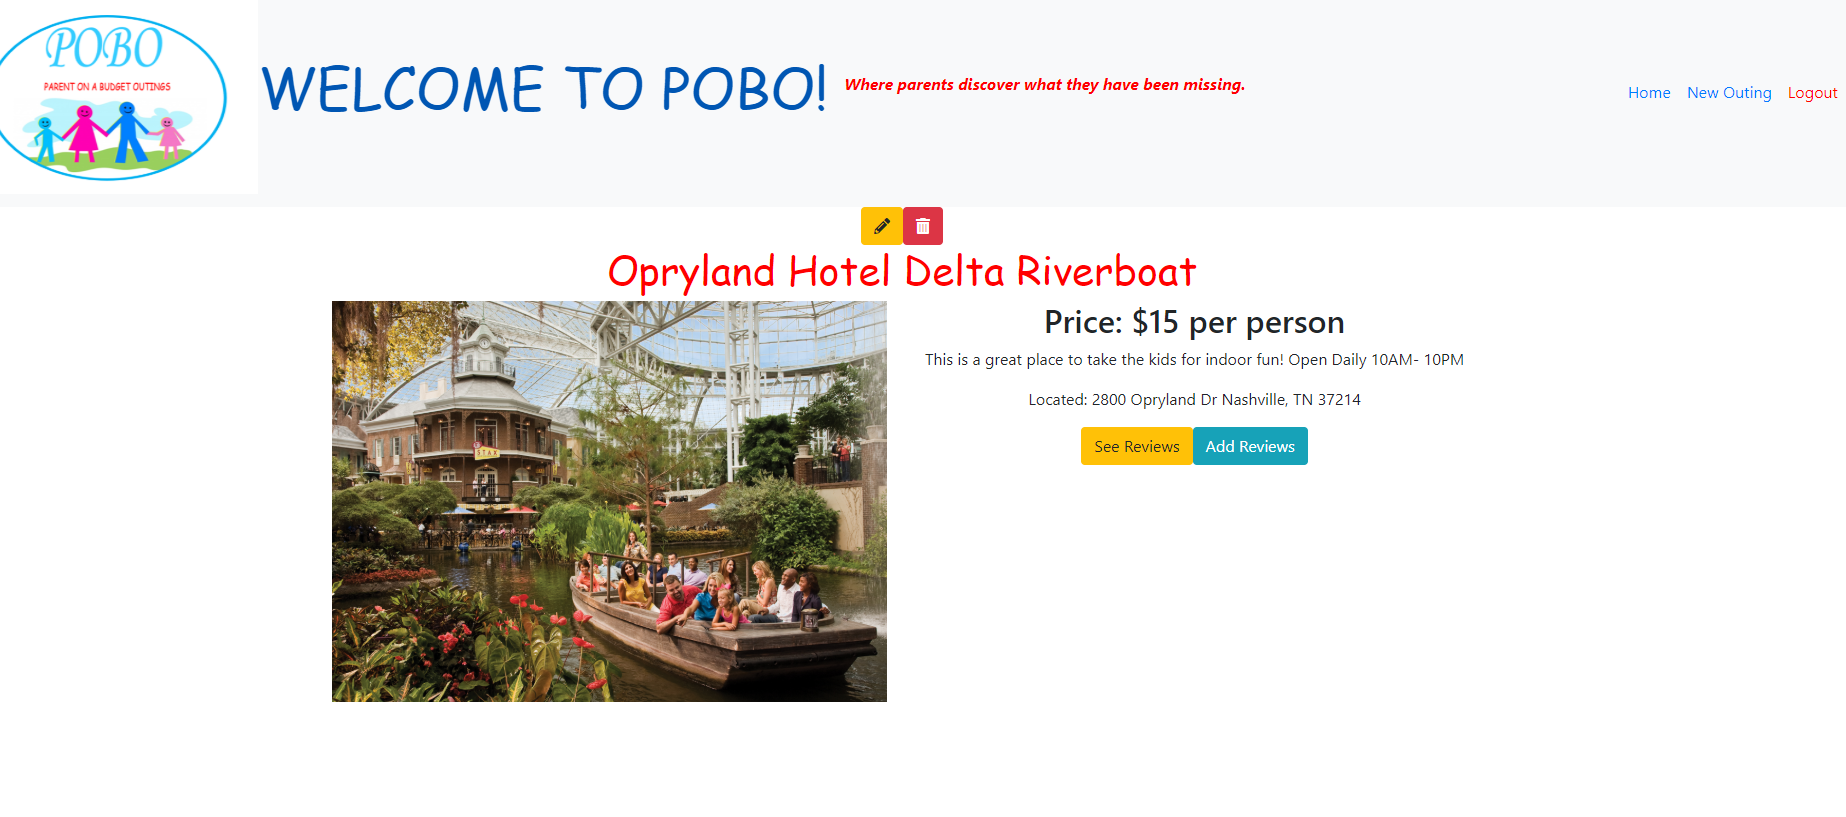 POBO
PARENT ON A BUDGET OUTINGS
WELCOME TO POBO!
Where parents discover what they have been missing.
Home New Outing Logout
Opryland Hotel Delta Riverboat
STAX
Price: $15 per person
This is a great place to take the kids for indoor fun! Open Daily 10AM- 10PM
Located: 2800 Opryland Dr Nashville, TN 37214
See Reviews Add Reviews